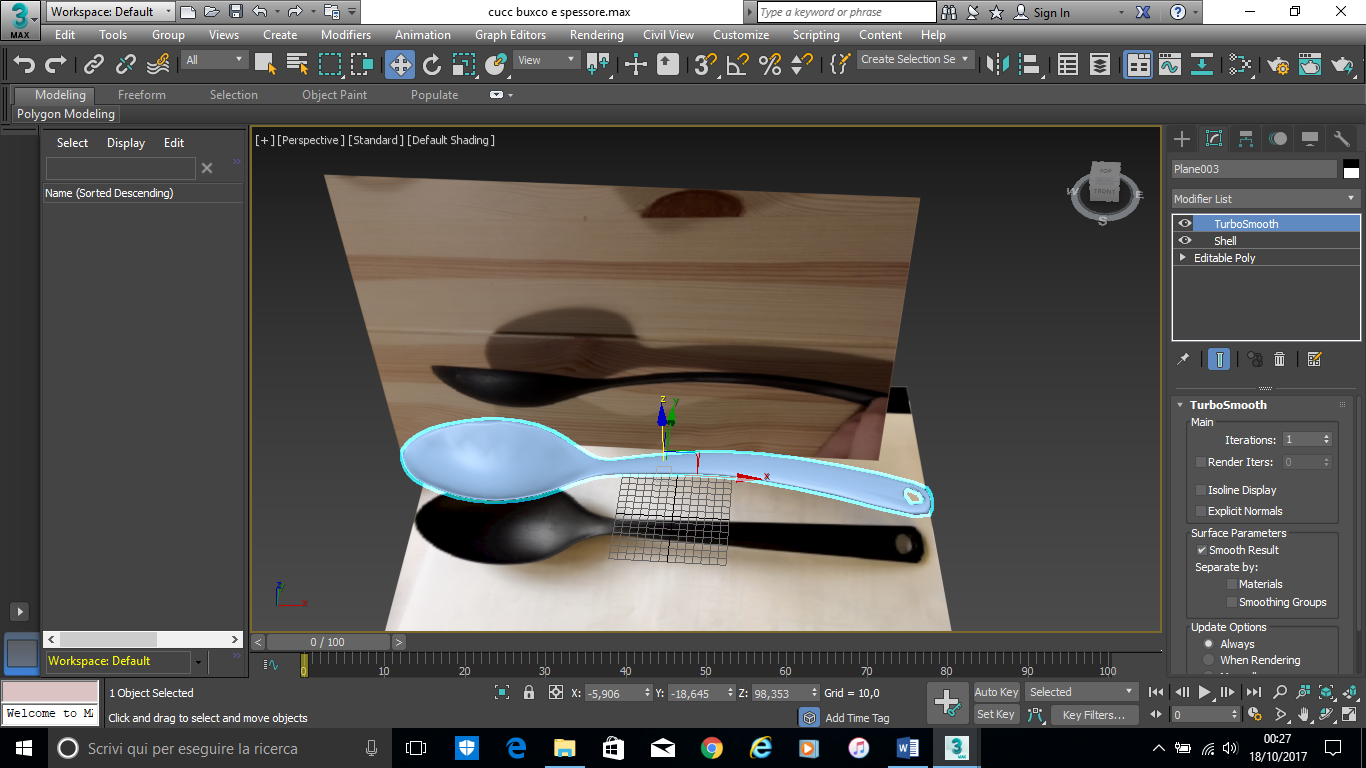 3
MAX
Workspace: Default
cucc buxco e spessore.max
Type a keyword or phrase
Sign In
Edit Tools Group Views Create Modifiers Animation Graph Editors Rendering Civil View Customize Scripting Content Help
All
View
3
Create Selection Se
Modeling Freeform Selection Object Paint Populate
Polygon Modeling
Select Display Edit
Name (Sorted Descending)
[+] [Perspective ] [Standard ] [Default Shading ]
TOP
FRONT
W
E
S
z
y
x
Plane003
Modifier List
TurboSmooth
Shell
Editable Poly
TurboSmooth
Main
Iterations: 1
Render Iters: 0
Isoline Display
Explicit Normals
Surface Parameters
Smooth Result
Separate by:
Materials
Smoothing Groups
Update Options
Always
When Rendering
z
x
< 0 / 100 >
Workspace: Default
0 10 20 30 40 50 60 70 80 90 100
1 Object Selected
X: -5,906 Y: -18,645 Z: 98,353 Grid = 10,0
Auto Key Selected
Welcome to M
Click and drag to select and move objects
Add Time Tag
Set Key Key Filters... 0
Scrivi qui per eseguire la ricerca
00:27
18/10/2017